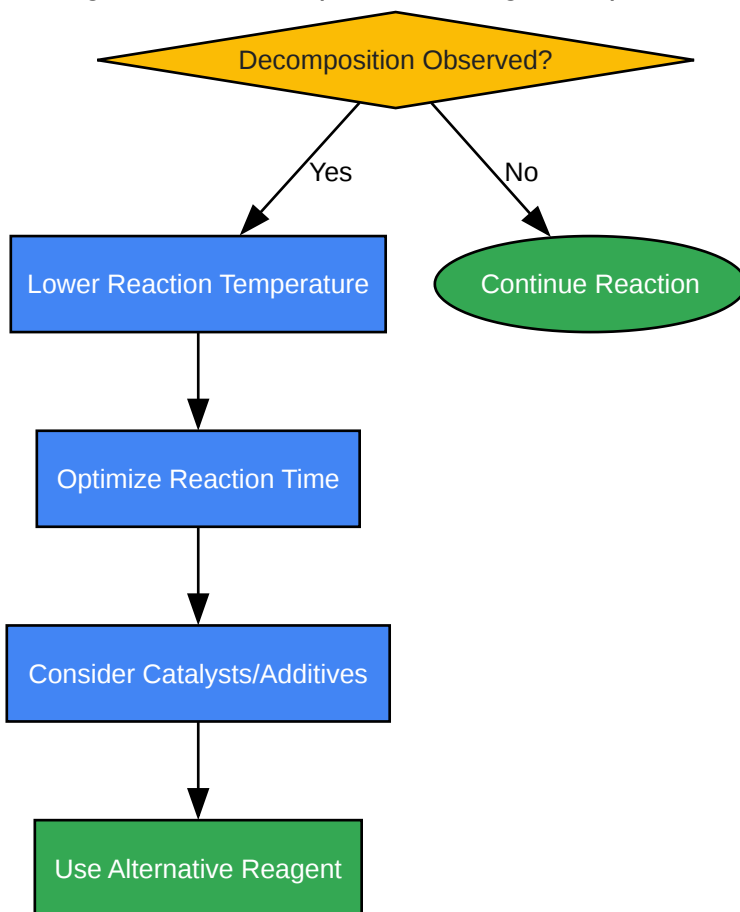 Decomposition Observed?
Yes
No
Lower Reaction Temperature
Continue Reaction
Optimize Reaction Time
Consider Catalysts/Additives
Use Alternative Reagent